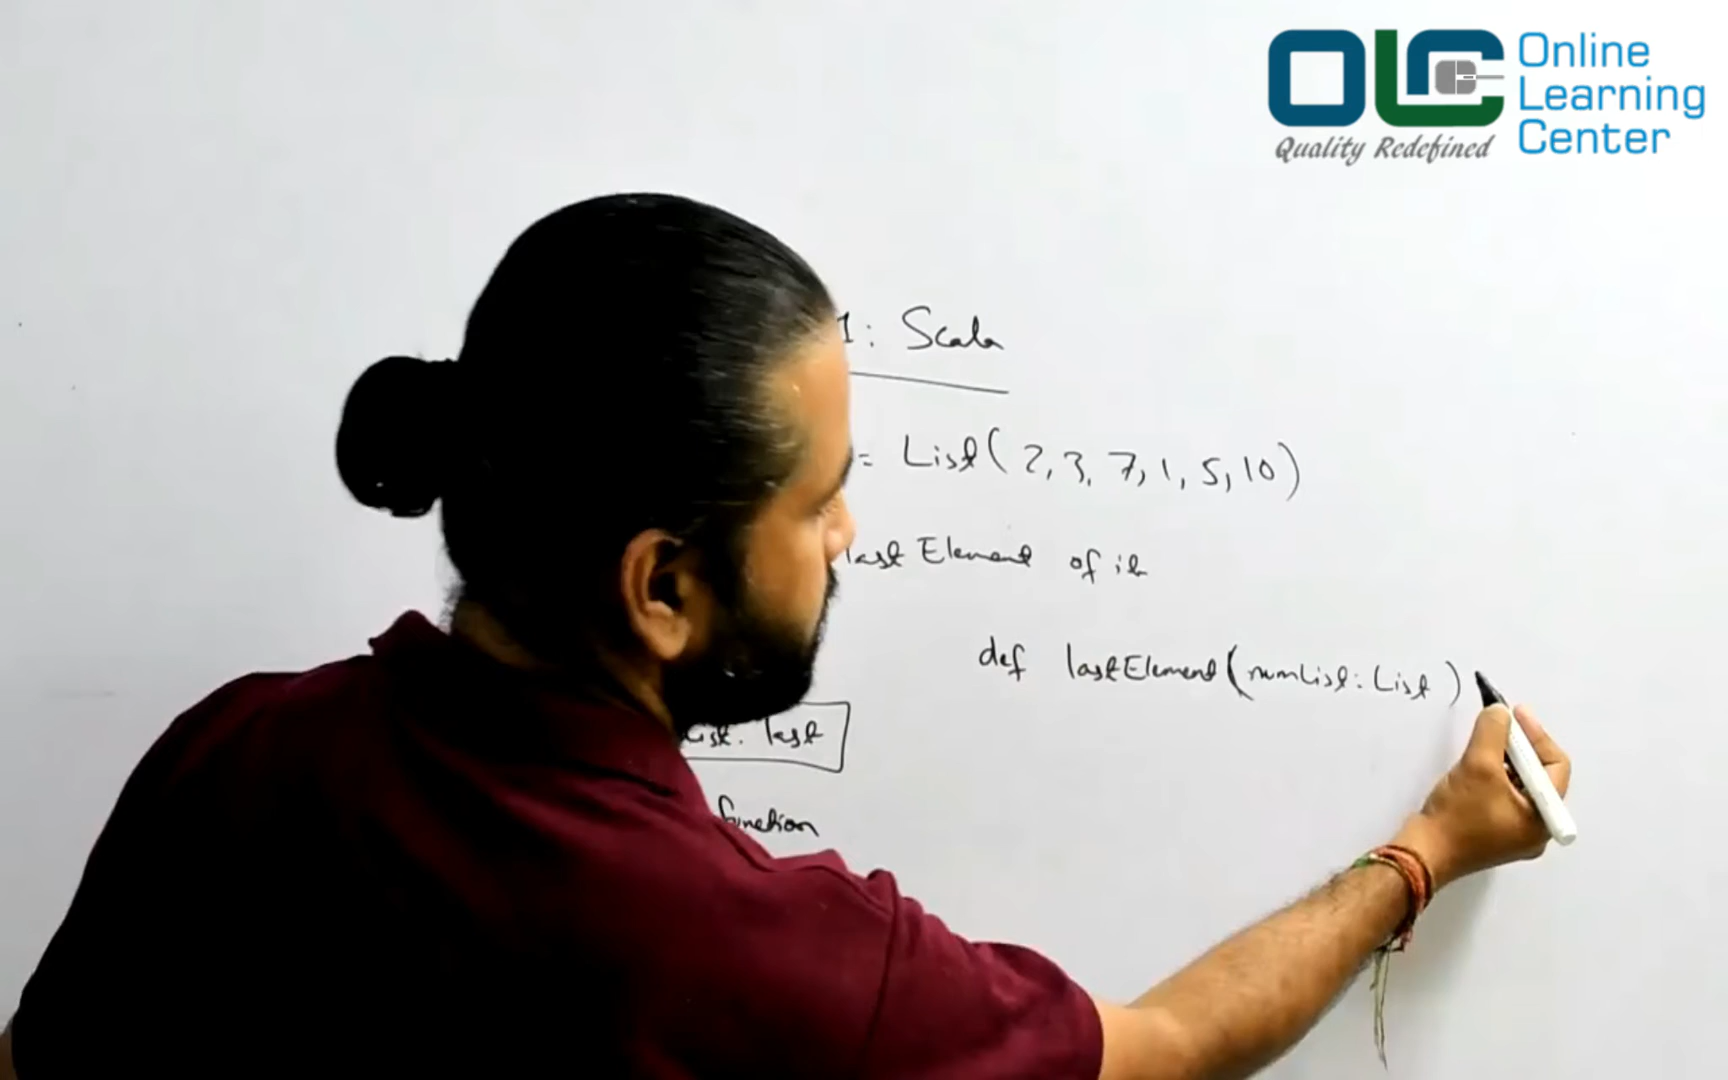 OLC Online
Learning
Center
Quality Redefined
1: Scala
= List(2,3,7,1,5,10)
last Element of it
def lastElement(numList: List)
List. last
function